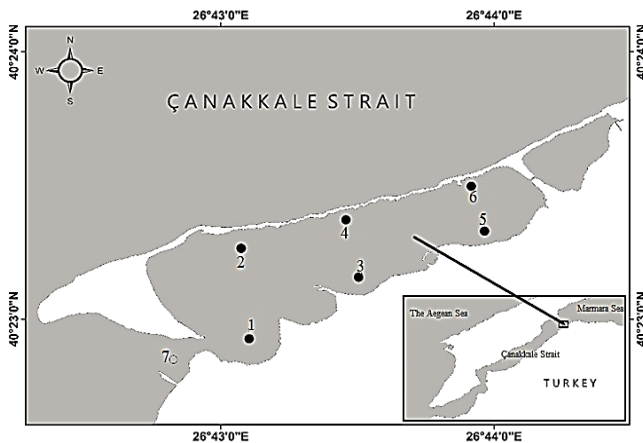 26°43'0"E 26°44'0"E
40°24'0"N 40°24'0"N
N
W E
S
ÇANAKKALE STRAIT
6
4
5
2
3
40°23'0"N 40°23'0"N
1
7
The Aegean Sea
Marmara Sea
Çanakkale Strait
TURKEY
26°43'0"E 26°44'0"E